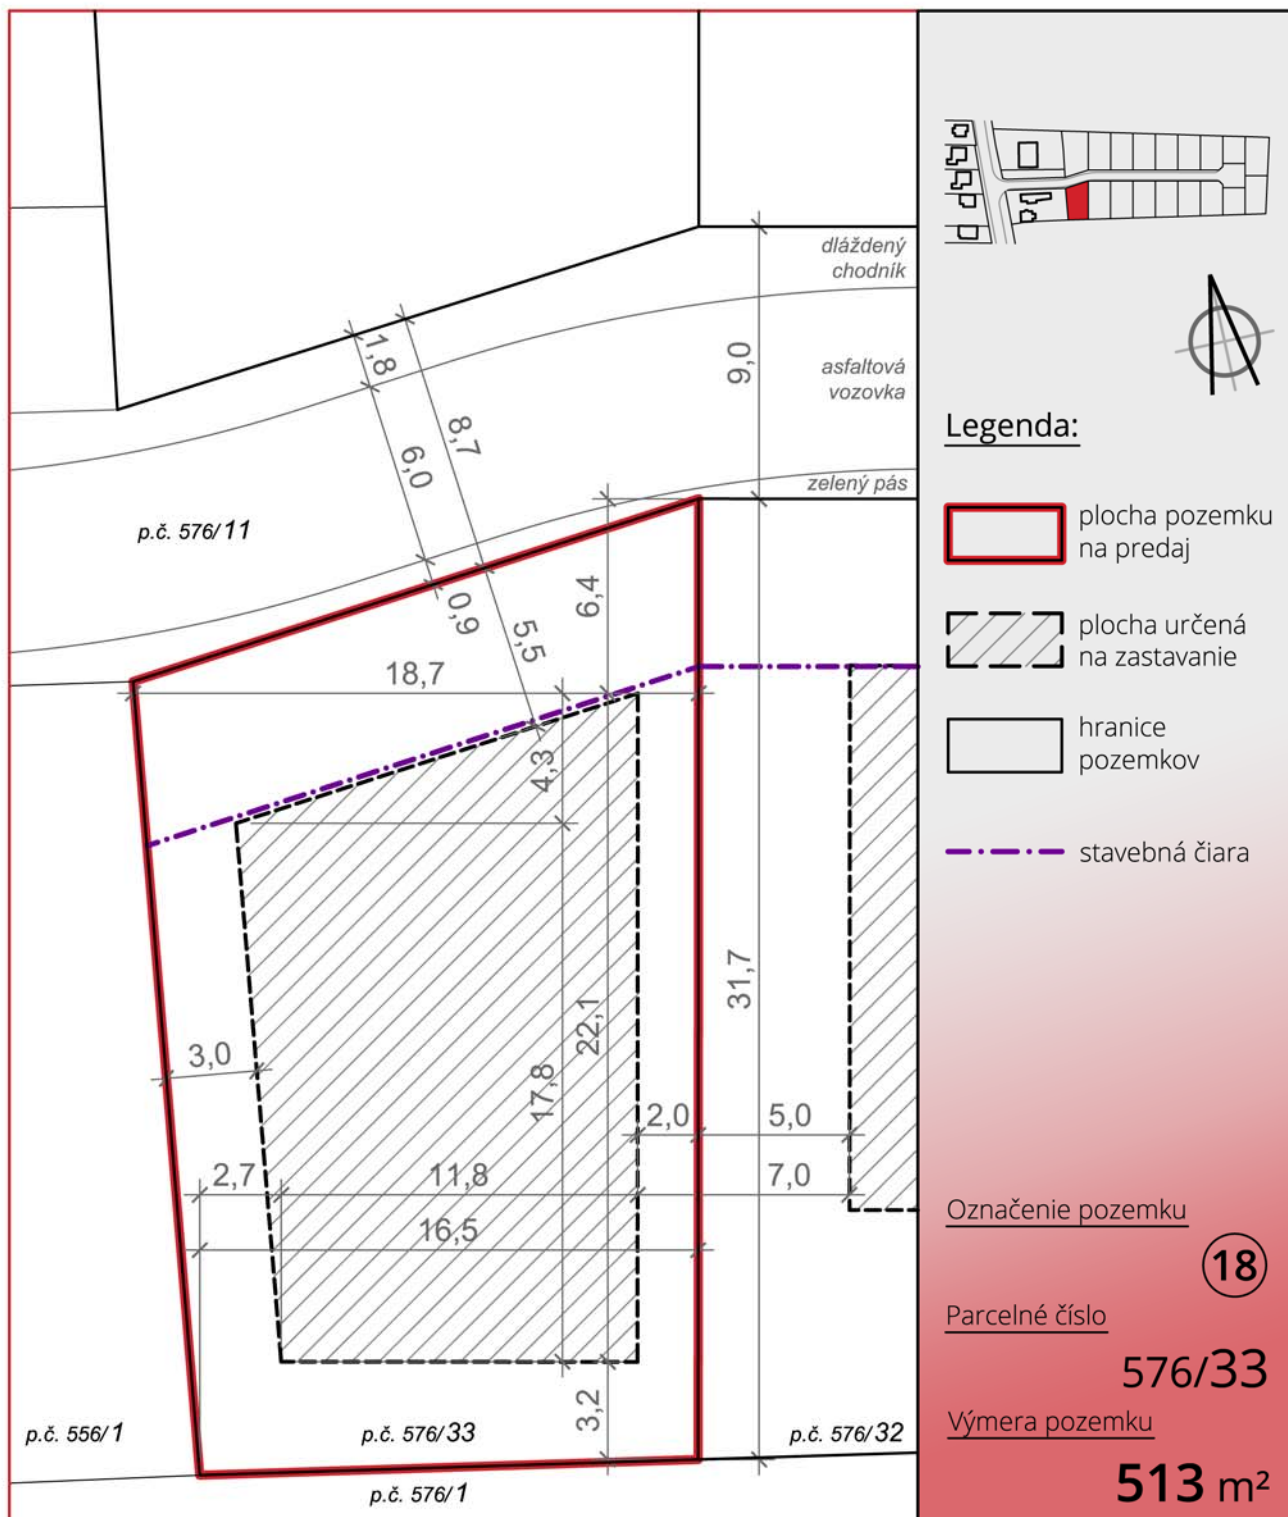 dláždený
chodník
asfaltová
vozovka
zelený pás
9,0
1,8
8,7
6,0
p.č. 576/11
0,9
5,5
6,4
18,7
4,3
31,7
22,1
17,8
3,0
2,0
5,0
2,7
11,8
7,0
16,5
3,2
p.č. 556/1
p.č. 576/33
p.č. 576/32
p.č. 576/1
Legenda:
plocha pozemku
na predaj
plocha určená
na zastavanie
hranice
pozemkov
stavebná čiara
Označenie pozemku
18
Parcelné číslo
576/33
Výmera pozemku
513 m²